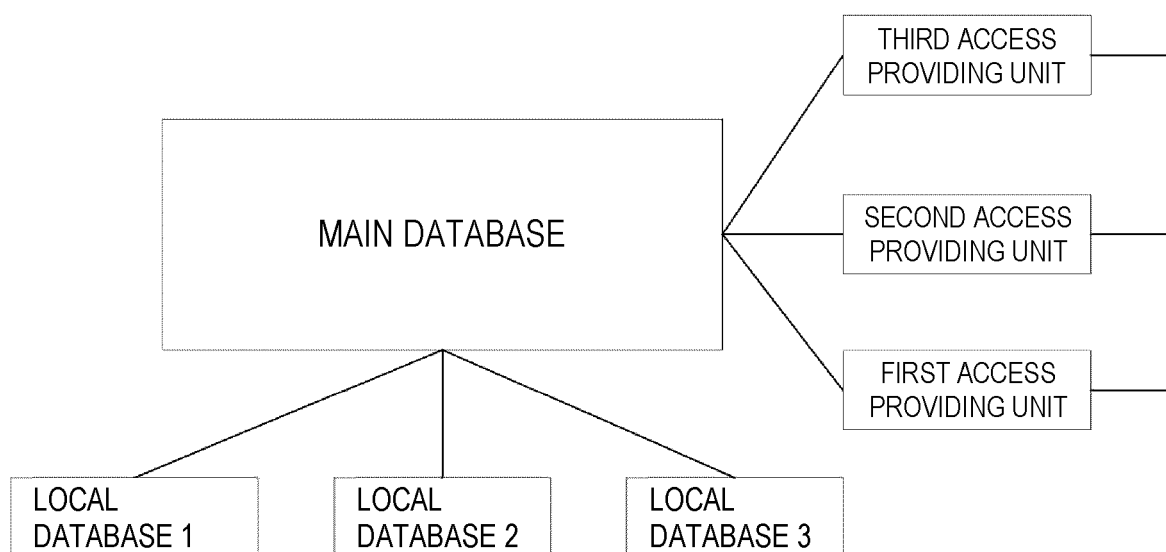 THIRD ACCESS
PROVIDING UNIT
MAIN DATABASE
SECOND ACCESS
PROVIDING UNIT
FIRST ACCESS
PROVIDING UNIT
LOCAL
DATABASE 1
LOCAL
DATABASE 2
LOCAL
DATABASE 3